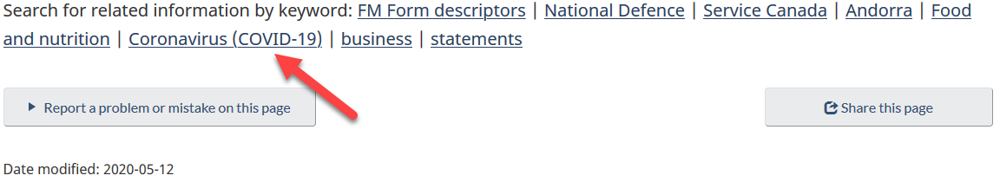 Search for related information by keyword: FM Form descriptors | National Defence | Service Canada | Andorra | Food
and nutrition | Coronavirus (COVID-19) | business | statements
Report a problem or mistake on this page
Share this page
Date modified: 2020-05-12